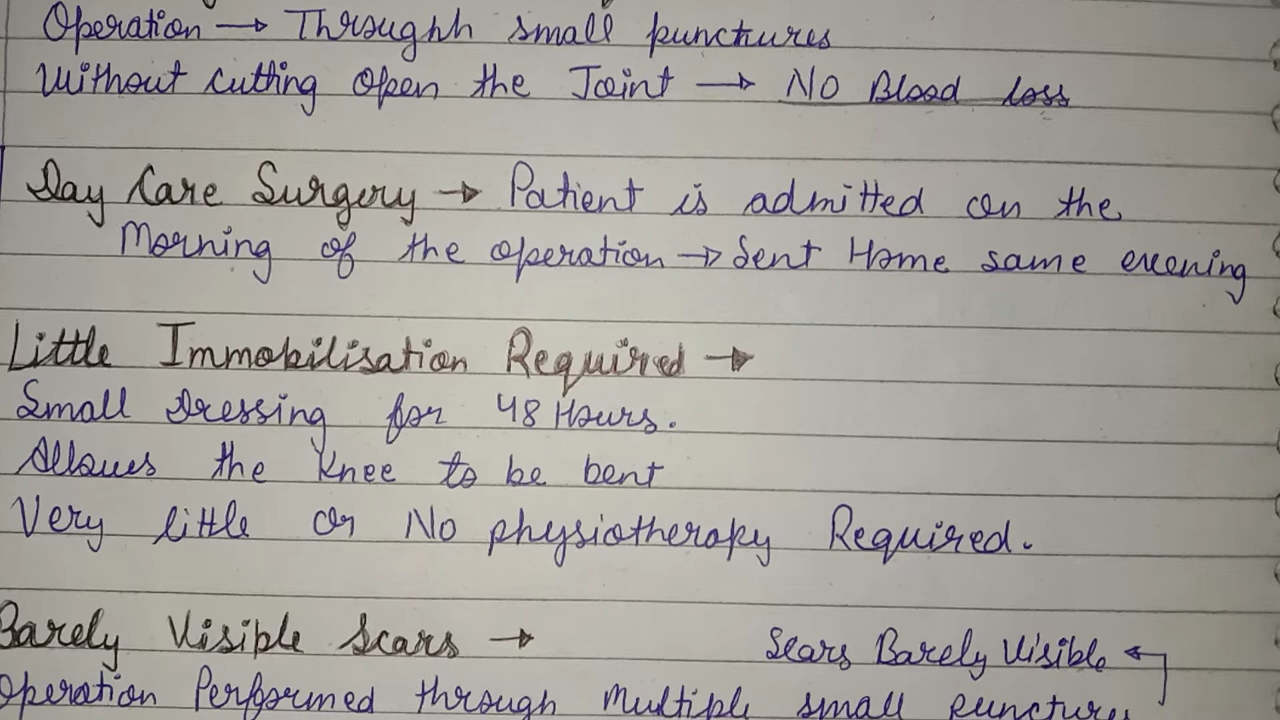 Operation → Throughh small punctures
Without cutting open the Joint → No Blood loss
Day Care Surgery → Patient is admitted on the
Morning of the operation → Sent Home same evening
Little Immobilisation Required →
Small Dressing for 48 Hours.
Allows the Knee to be bent
Very little or No physiotherapy Required.
Barely Visible Scars → Scars Barely Visible ←
Operation Performed through Multiple small punctures